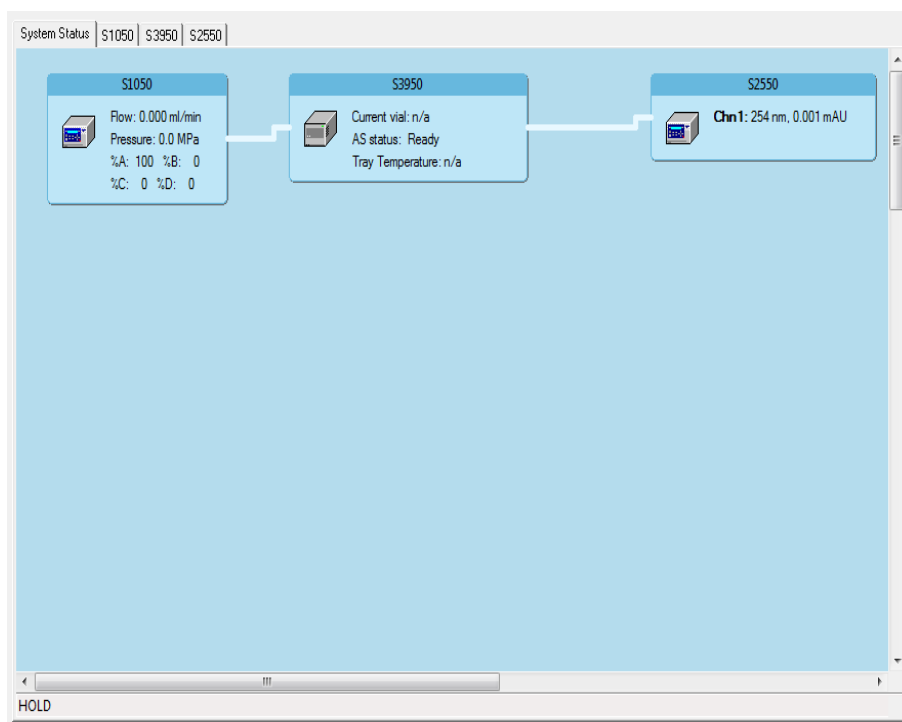 System Status S1050 S3950 S2550
S1050
Flow: 0.000 ml/min
Pressure: 0.0 MPa
%A: 100 %B: 0
%C: 0 %D: 0
S3950
Current vial: n/a
AS status: Ready
Tray Temperature: n/a
S2550
Chn1: 254 nm, 0.001 mAU
HOLD